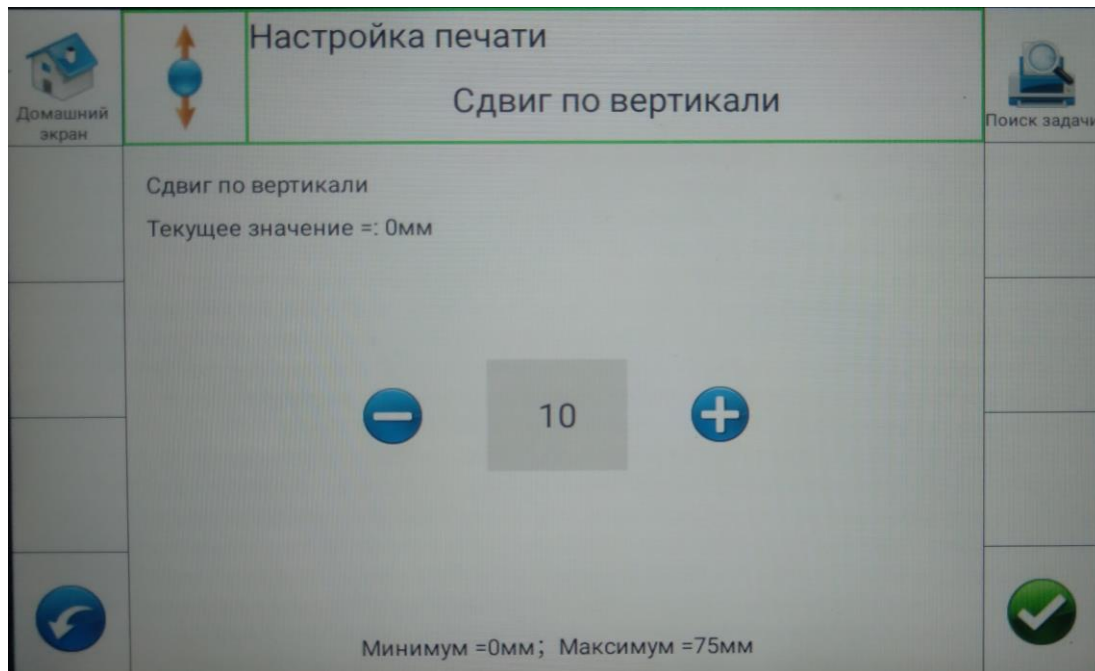 Настройка печати
Сдвиг по вертикали
Домашний
экран
Поиск задачи
Сдвиг по вертикали
Текущее значение =: 0мм
10
Минимум =0мм; Максимум =75мм